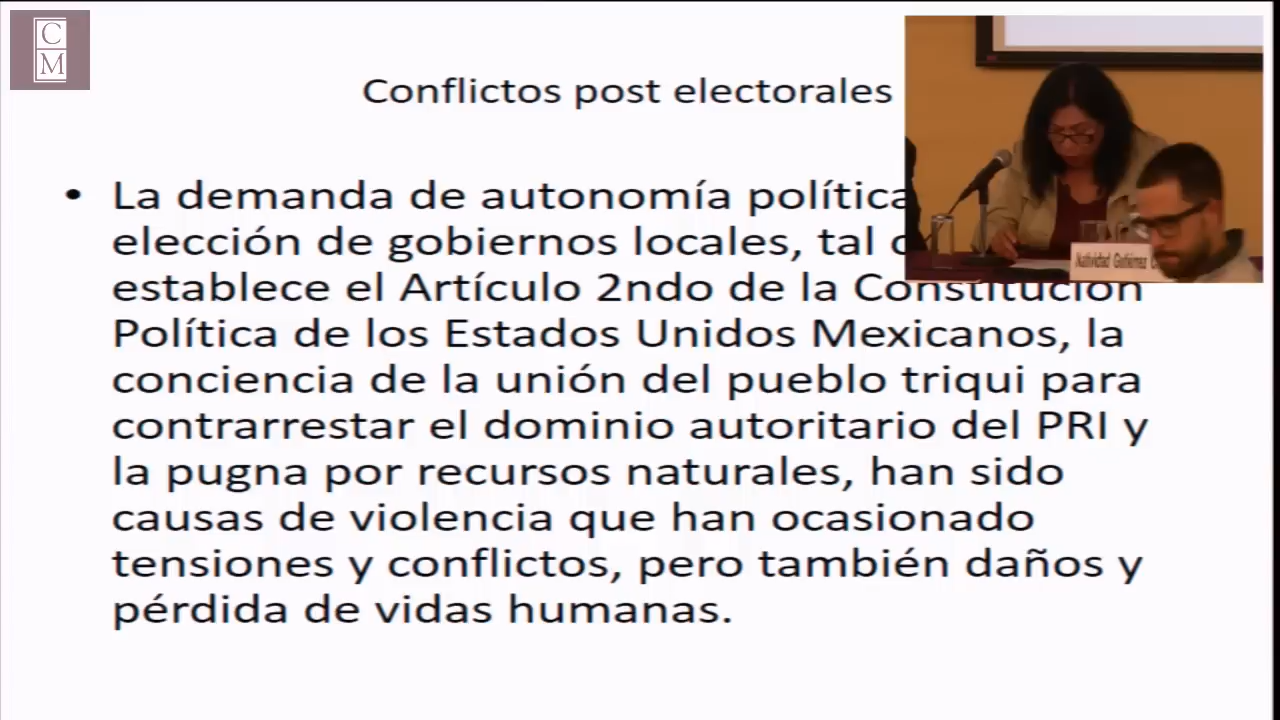 C
M
Conflictos post electorales
• La demanda de autonomía política
elección de gobiernos locales, tal
establece el Artículo 2ndo de la Constitución
Política de los Estados Unidos Mexicanos, la
conciencia de la unión del pueblo triqui para
contrarrestar el dominio autoritario del PRI y
la pugna por recursos naturales, han sido
causas de violencia que han ocasionado
tensiones y conflictos, pero también daños y
pérdida de vidas humanas.
Natividad Gutiérrez